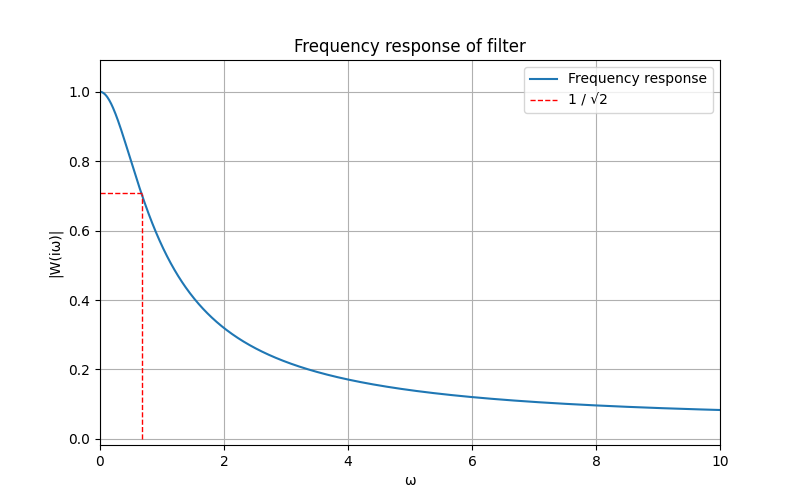 Frequency response of filter
Frequency response
1 / √2
|W(iω)|
1.0
0.8
0.6
0.4
0.2
0.0
0 2 4 6 8 10
ω